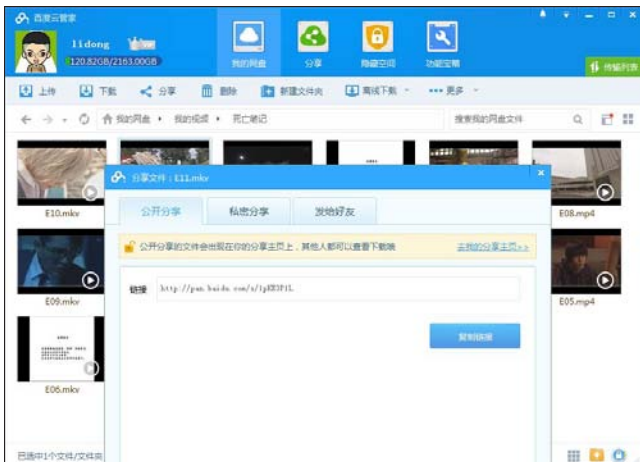 百度云管家
lidong
120.82GB/2163.00GB
我的网盘
分享
隐藏空间
功能宝箱
传输列表
上传
下载
分享
删除
新建文件夹
离线下载
更多
我的网盘
我的视频
死亡笔记
搜索我的网盘文件
分享文件：E11.mkv
公开分享
私密分享
发给好友
公开分享的文件会出现在你的分享主页上，其他人都可以查看下载哦
去我的分享主页>>
链接
复制链接
E10.mkv
E08.mp4
E09.mkv
E05.mp4
E06.mkv
已选中1个文件/文件夹